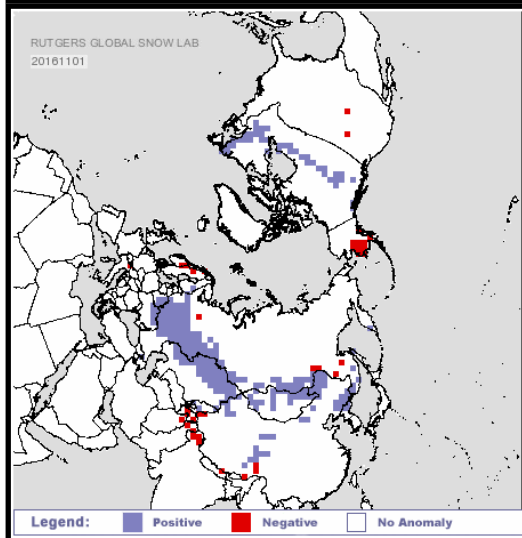 RUTGERS GLOBAL SNOW LAB
20161101
Legend: Positive Negative No Anomaly